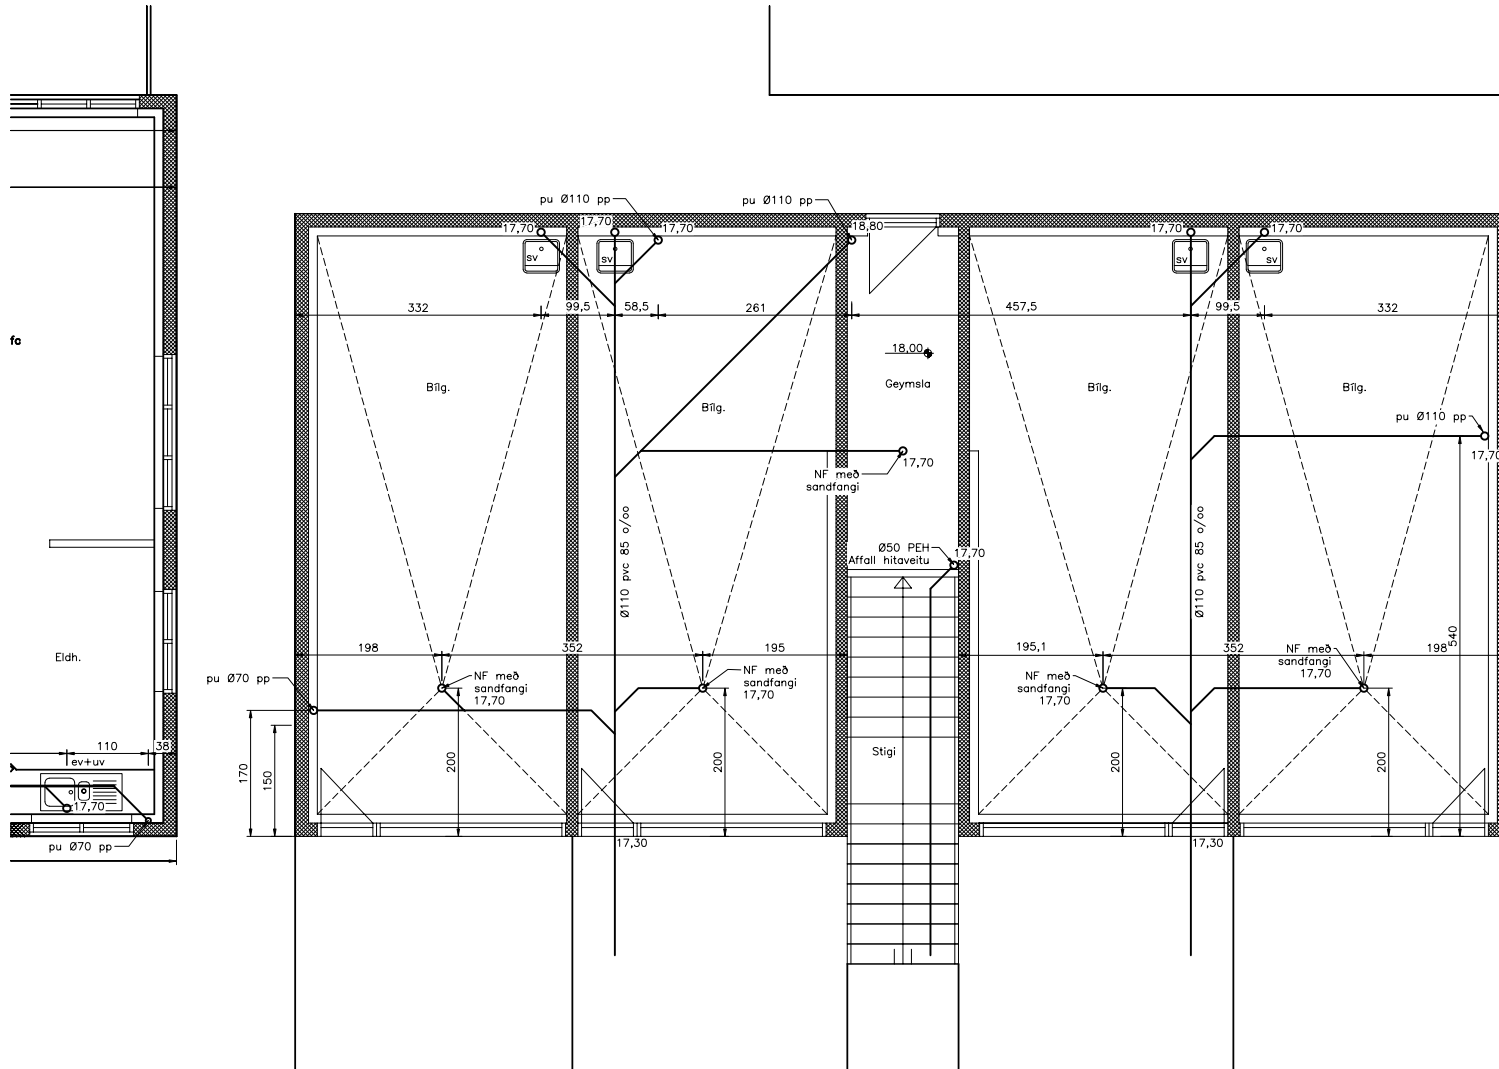 pu Ø110 pp
pu Ø110 pp
17,70
17,70
17,70
18,80
17,70
17,70
sv
sv
sv
sv
332
99,5
58,5
261
457,5
99,5
332
fa
18,00
Bílg.
Bílg.
Geymsla
Bílg.
Bílg.
pu Ø110 pp
17,70
17,70
NF með
sandfangi
Ø110 pvc 85 o/oo
Ø50 PEH
Affall hitaveitu
17,70
Ø110 pvc 85 o/oo
540
Eldh.
198
352
195
195,1
352
198
pu Ø70 pp
NF með
sandfangi
17,70
NF með
sandfangi
17,70
NF með
sandfangi
17,70
NF með
sandfangi
17,70
170
150
200
200
Stigi
200
200
110
38
ev+uv
17,70
pu Ø70 pp
17,30
17,30